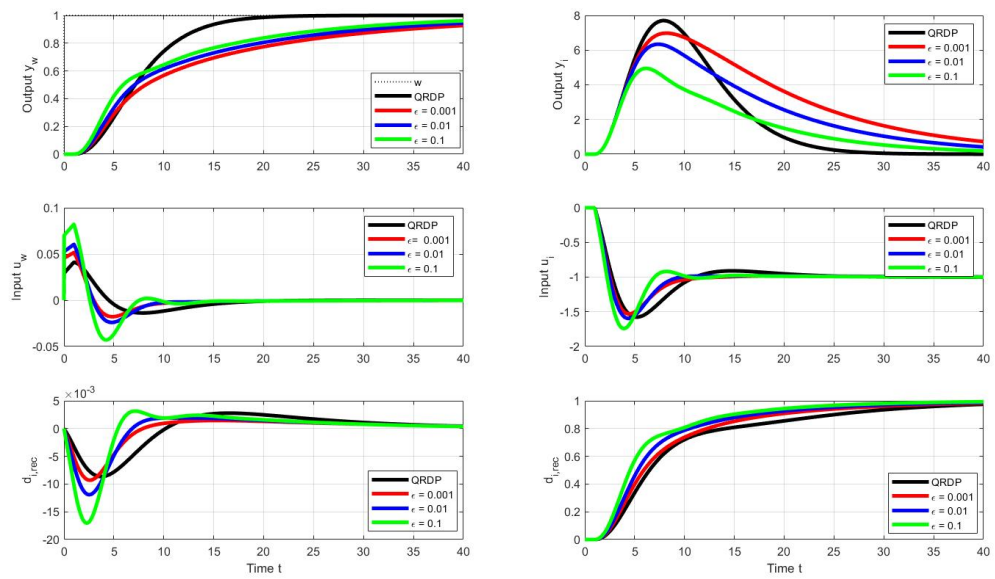 Output y_w
1
0.8
0.6
0.4
0.2
0
0 5 10 15 20 25 30 35 40
w
QRDP
ϵ = 0.001
ϵ = 0.01
ϵ = 0.1
Output y_i
8
6
4
2
0
0 5 10 15 20 25 30 35 40
QRDP
ϵ = 0.001
ϵ = 0.01
ϵ = 0.1
Input u_w
0.1
0.05
0
-0.05
0 5 10 15 20 25 30 35 40
QRDP
ϵ= 0.001
ϵ = 0.01
ϵ = 0.1
Input u_i
0
-0.5
-1
-1.5
-2
0 5 10 15 20 25 30 35 40
QRDP
ϵ = 0.001
ϵ = 0.01
ϵ = 0.1
d_i,rec
× 10^-3
5
0
-5
-10
-15
-20
0 5 10 15 20 25 30 35 40
Time t
QRDP
ϵ = 0.001
ϵ = 0.01
ϵ = 0.1
d_i,rec
1
0.8
0.6
0.4
0.2
0
0 5 10 15 20 25 30 35 40
Time t
QRDP
ϵ = 0.001
ϵ = 0.01
ϵ = 0.1